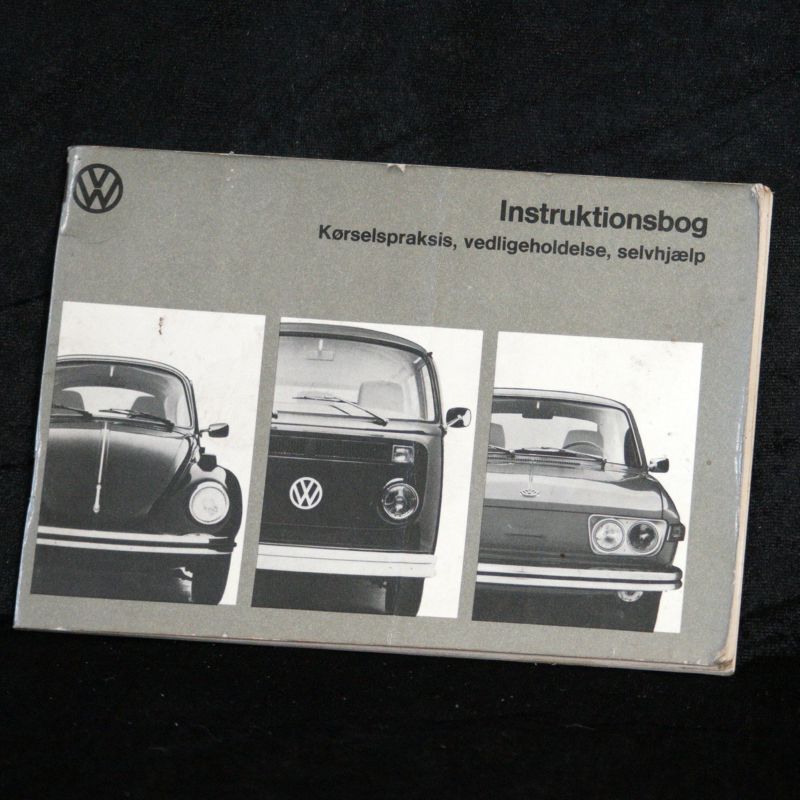 Instruktionsbog
Kørselspraksis, vedligeholdelse, selvhjælp